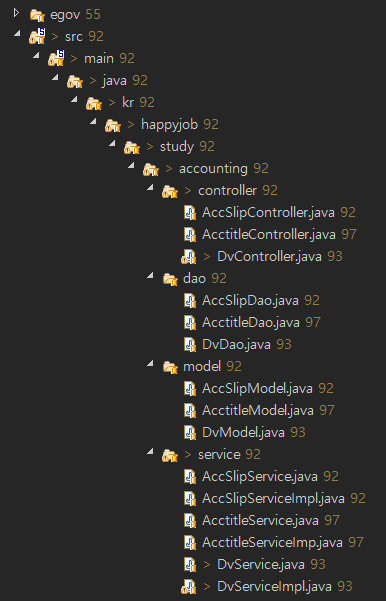 egov 55
> src 92
> main 92
> java 92
> kr 92
> happyjob 92
> study 92
> accounting 92
> controller 92
AccSlipController.java 92
AcctitleController.java 97
> DvController.java 93
dao 92
AccSlipDao.java 92
AcctitleDao.java 97
DvDao.java 93
model 92
AccSlipModel.java 92
AcctitleModel.java 97
DvModel.java 93
> service 92
AccSlipService.java 92
AccSlipServiceImpl.java 92
AcctitleService.java 97
AcctitleServiceImp.java 97
> DvService.java 93
> DvServiceImpl.java 93